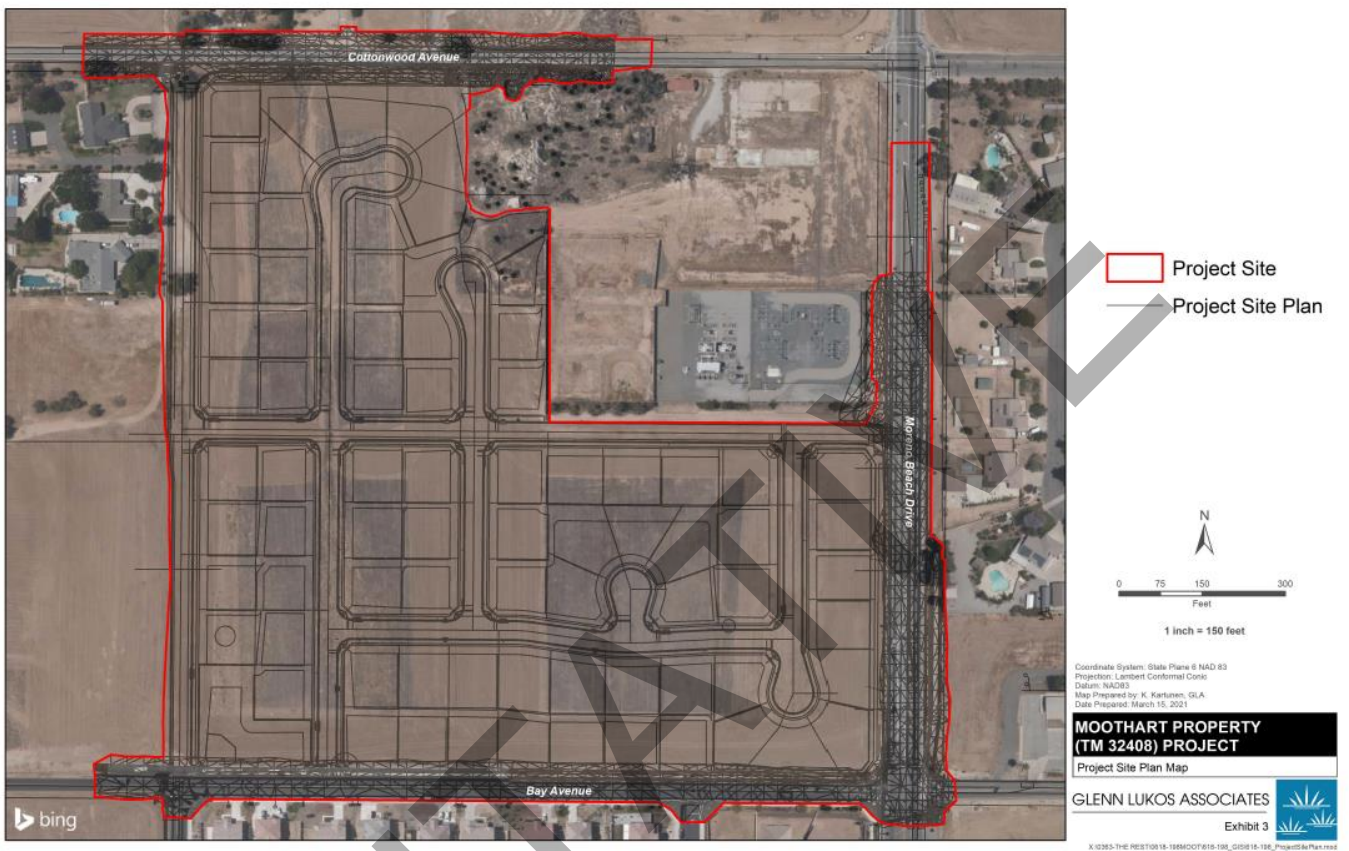 Cottonwood Avenue
Moreno Beach Drive
Bay Avenue
bing
Project Site
Project Site Plan
N
0 75 150 300
Feet
1 inch = 150 feet
Coordinate System: State Plane 6 NAD 83
Projection: Lambert Conformal Conic
Datum: NAD83
Map Prepared by: K. Kartunen, GLA
Date Prepared: March 15, 2021
MOOTHART PROPERTY
(TM 32408) PROJECT
Project Site Plan Map
GLENN LUKOS ASSOCIATES
Exhibit 3
TATIVE